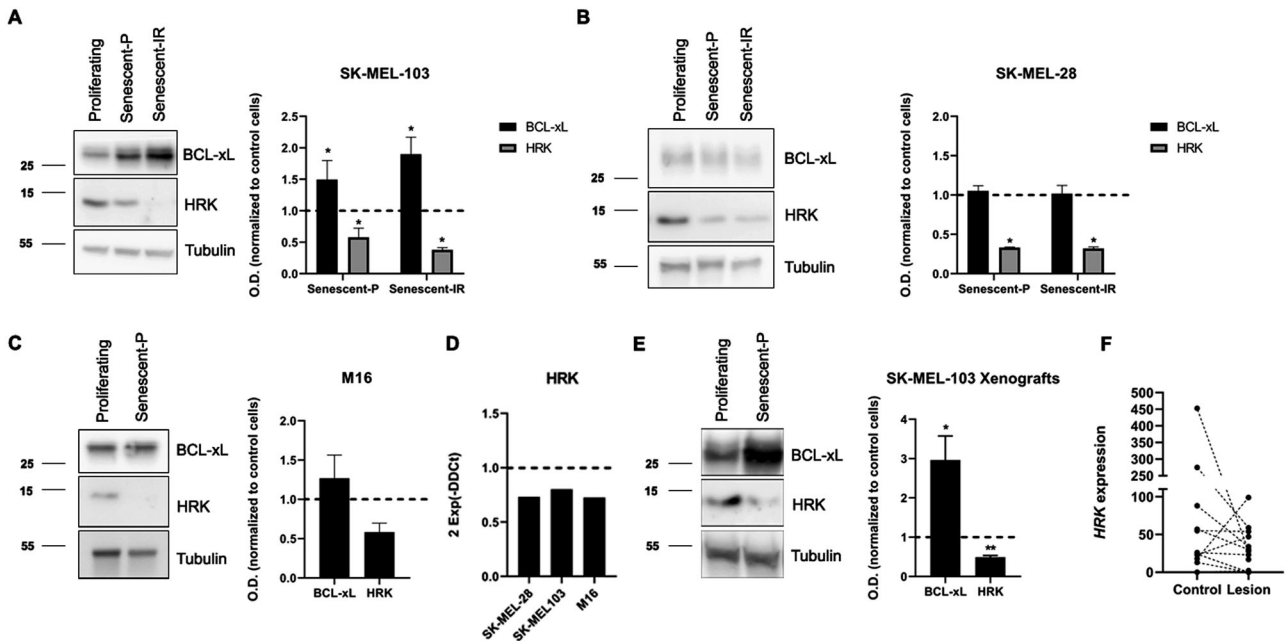 A
Proliferating
Senescent-P
Senescent-IR
25
15
55
BCL-xL
HRK
Tubulin
SK-MEL-103
O.D. (normalized to control cells)
2.5
2.0
1.5
1.0
0.5
0.0
* * * *
Senescent-P Senescent-IR
BCL-xL
HRK
B
Proliferating
Senescent-P
Senescent-IR
25
15
55
BCL-xL
HRK
Tubulin
SK-MEL-28
O.D. (normalized to control cells)
2.0
1.5
1.0
0.5
0.0
* *
Senescent-P Senescent-IR
BCL-xL
HRK
C
Proliferating
Senescent-P
25
15
55
BCL-xL
HRK
Tubulin
M16
O.D. (normalized to control cells)
2.0
1.5
1.0
0.5
0.0
BCL-xL HRK
D
HRK
2 Exp(-DDCt)
1.5
1.0
0.5
0.0
SK-MEL-28
SK-MEL103
M16
E
Proliferating
Senescent-P
25
15
55
BCL-xL
HRK
Tubulin
SK-MEL-103 Xenografts
O.D. (normalized to control cells)
4
3
2
1
0
* **
BCL-xL HRK
F
HRK expression
500
450
400
350
300
250
200
150
100
50
0
Control Lesion